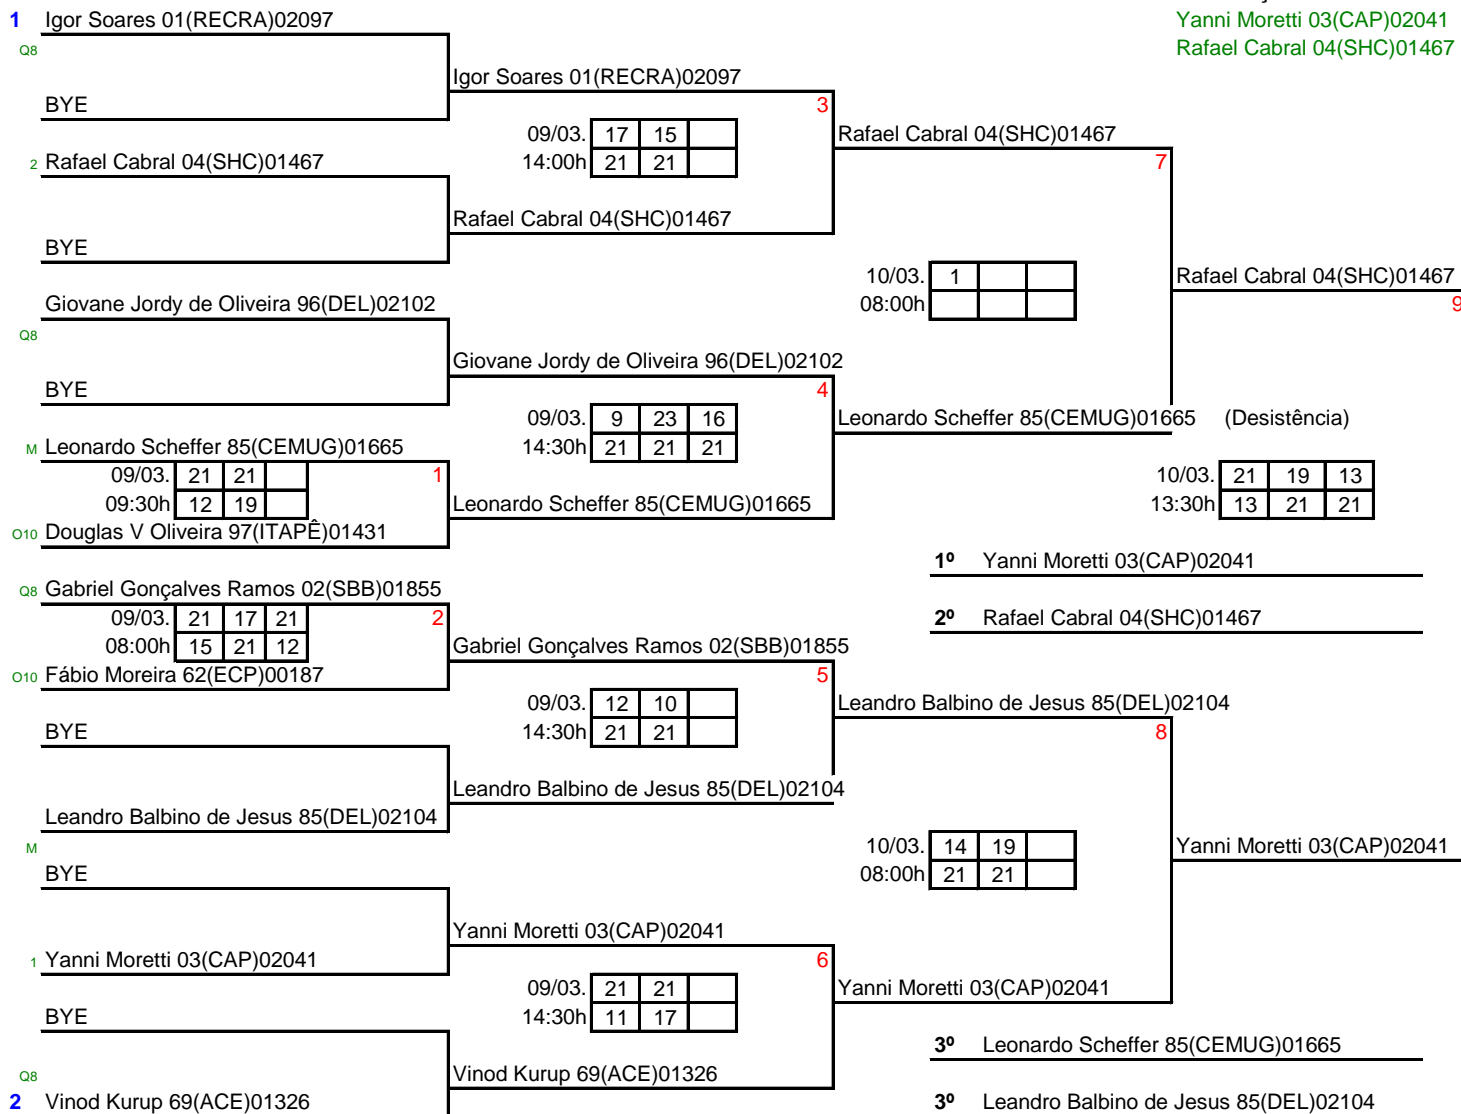 1 Igor Soares 01(RECRA)02097
Yanni Moretti 03(CAP)02041
Q8
Rafael Cabral 04(SHC)01467
Igor Soares 01(RECRA)02097
BYE
3
09/03. 17 15
Rafael Cabral 04(SHC)01467
2 Rafael Cabral 04(SHC)01467
14:00h 21 21
7
Rafael Cabral 04(SHC)01467
BYE
10/03. 1
Rafael Cabral 04(SHC)01467
Giovane Jordy de Oliveira 96(DEL)02102
08:00h
9
Q8
Giovane Jordy de Oliveira 96(DEL)02102
BYE
4
09/03. 9 23 16
Leonardo Scheffer 85(CEMUG)01665 (Desistência)
M Leonardo Scheffer 85(CEMUG)01665
14:30h 21 21 21
09/03. 21 21
1
10/03. 21 19 13
09:30h 12 19
Leonardo Scheffer 85(CEMUG)01665
13:30h 13 21 21
O10 Douglas V Oliveira 97(ITAPÊ)01431
1º Yanni Moretti 03(CAP)02041
Q8 Gabriel Gonçalves Ramos 02(SBB)01855
09/03. 21 17 21
2
2º Rafael Cabral 04(SHC)01467
08:00h 15 21 12
Gabriel Gonçalves Ramos 02(SBB)01855
O10 Fábio Moreira 62(ECP)00187
5
09/03. 12 10
Leandro Balbino de Jesus 85(DEL)02104
BYE
14:30h 21 21
8
Leandro Balbino de Jesus 85(DEL)02104
Leandro Balbino de Jesus 85(DEL)02104
M
10/03. 14 19
Yanni Moretti 03(CAP)02041
BYE
08:00h 21 21
Yanni Moretti 03(CAP)02041
1 Yanni Moretti 03(CAP)02041
6
09/03. 21 21
Yanni Moretti 03(CAP)02041
BYE
14:30h 11 17
3º Leonardo Scheffer 85(CEMUG)01665
Q8
Vinod Kurup 69(ACE)01326
2 Vinod Kurup 69(ACE)01326
3º Leandro Balbino de Jesus 85(DEL)02104